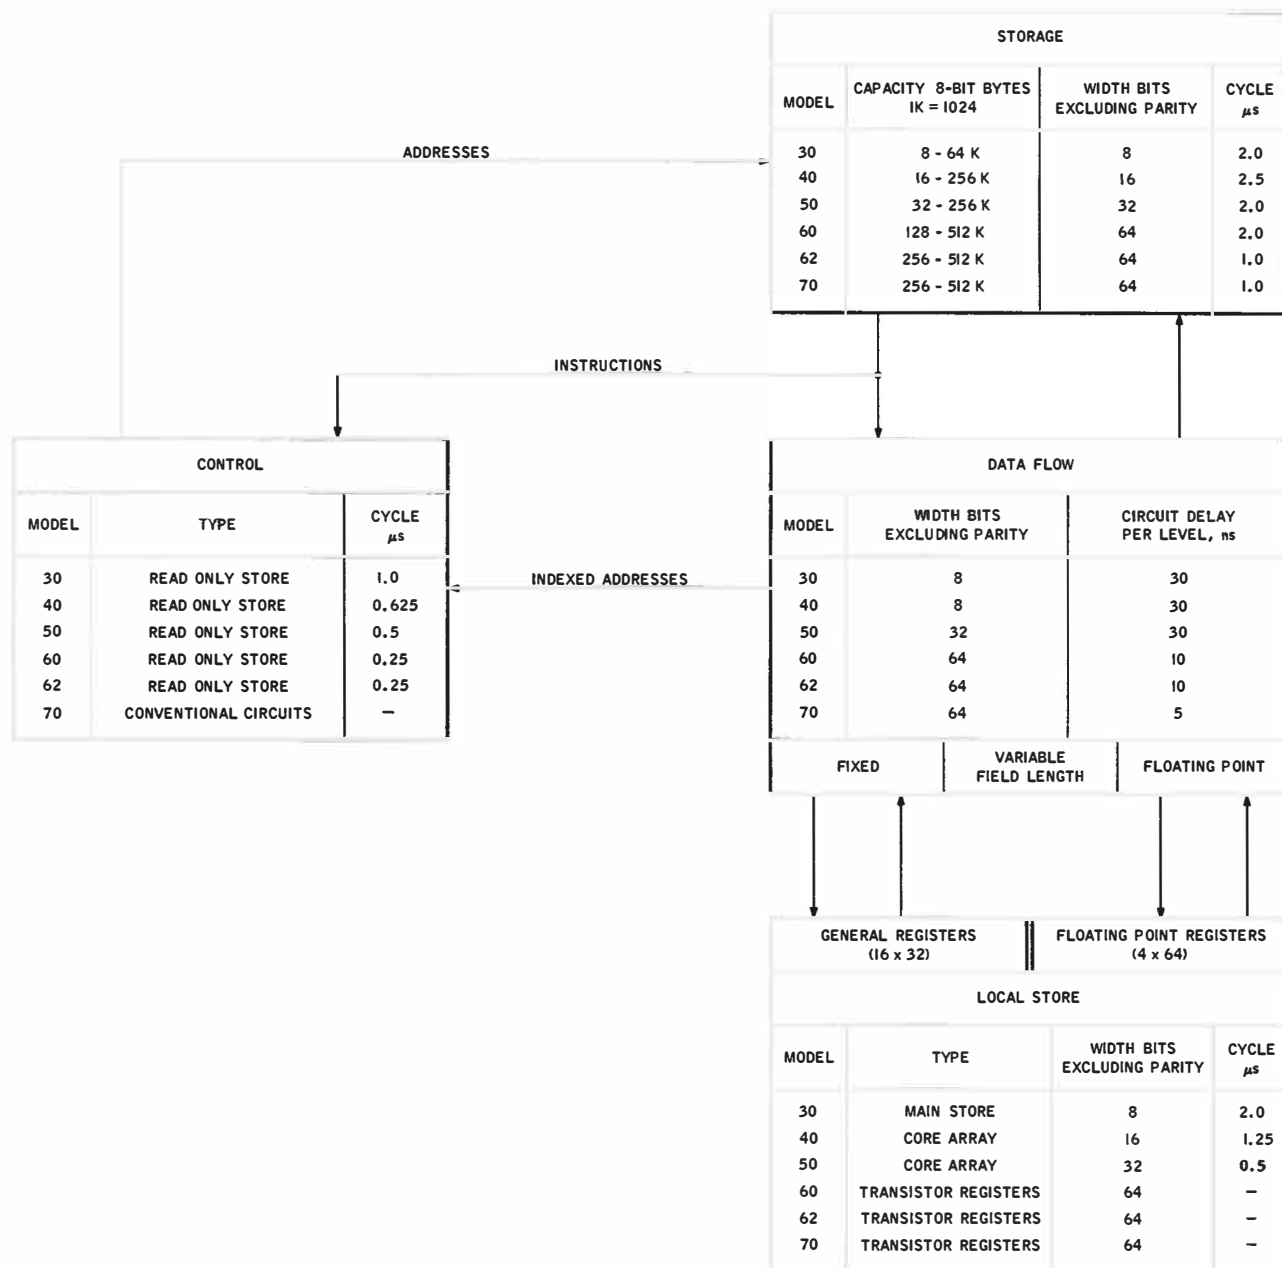 STORAGE
MODEL CAPACITY 8-BIT BYTES 1K = 1024 WIDTH BITS EXCLUDING PARITY CYCLE μs
30 8 - 64 K 8 2.0
40 16 - 256 K 16 2.5
50 32 - 256 K 32 2.0
60 128 - 512 K 64 2.0
62 256 - 512 K 64 1.0
70 256 - 512 K 64 1.0
ADDRESSES
INSTRUCTIONS
CONTROL
MODEL TYPE CYCLE μs
30 READ ONLY STORE 1.0
40 READ ONLY STORE 0.625
50 READ ONLY STORE 0.5
60 READ ONLY STORE 0.25
62 READ ONLY STORE 0.25
70 CONVENTIONAL CIRCUITS –
INDEXED ADDRESSES
DATA FLOW
MODEL WIDTH BITS EXCLUDING PARITY CIRCUIT DELAY PER LEVEL, ns
30 8 30
40 8 30
50 32 30
60 64 10
62 64 10
70 64 5
FIXED VARIABLE FIELD LENGTH FLOATING POINT
GENERAL REGISTERS (16 x 32) FLOATING POINT REGISTERS (4 x 64)
LOCAL STORE
MODEL TYPE WIDTH BITS EXCLUDING PARITY CYCLE μs
30 MAIN STORE 8 2.0
40 CORE ARRAY 16 1.25
50 CORE ARRAY 32 0.5
60 TRANSISTOR REGISTERS 64 –
62 TRANSISTOR REGISTERS 64 –
70 TRANSISTOR REGISTERS 64 –